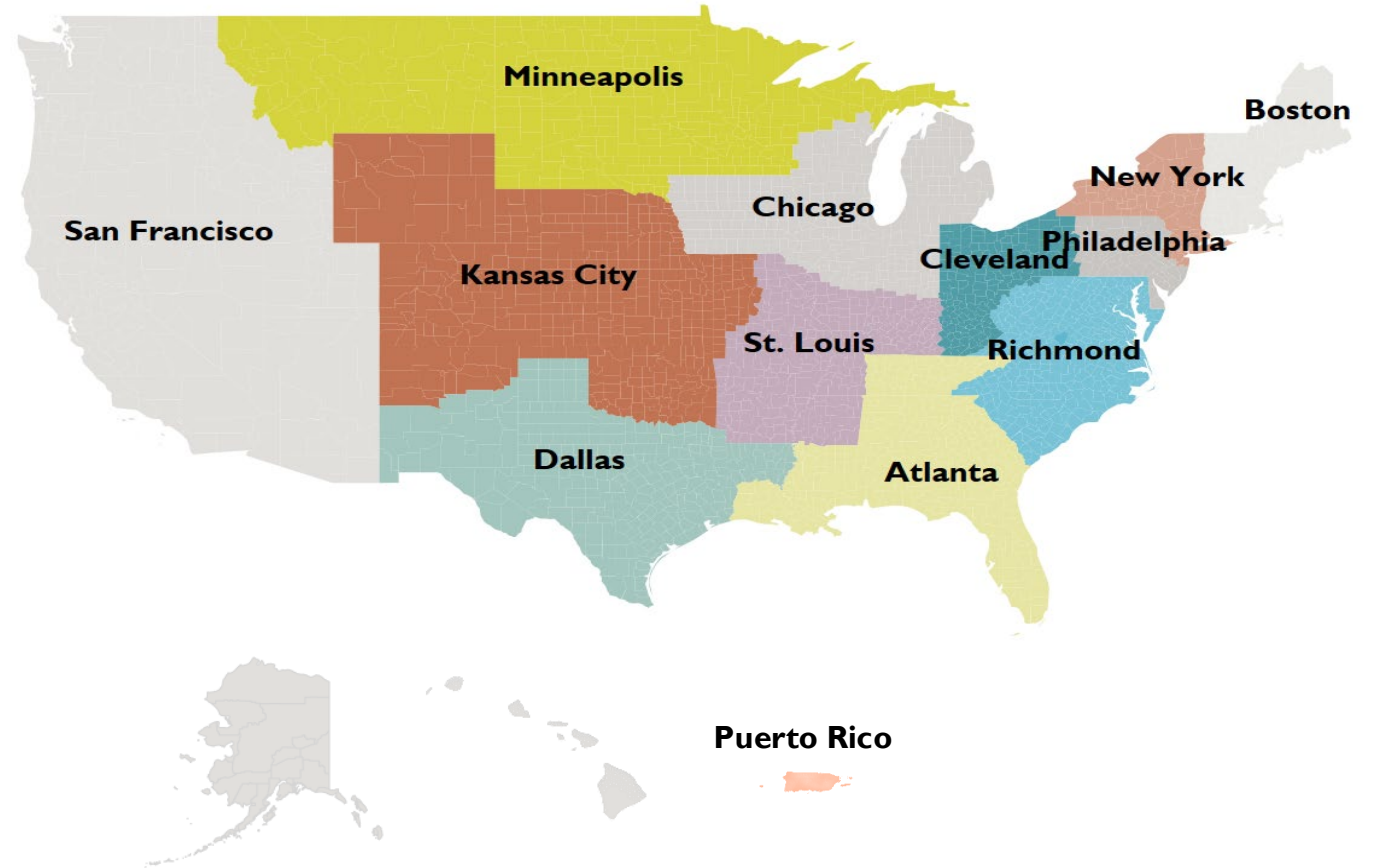 Minneapolis
Boston
New York
Chicago
San Francisco
Philadelphia
Cleveland
Kansas City
St. Louis
Richmond
Dallas
Atlanta
Puerto Rico